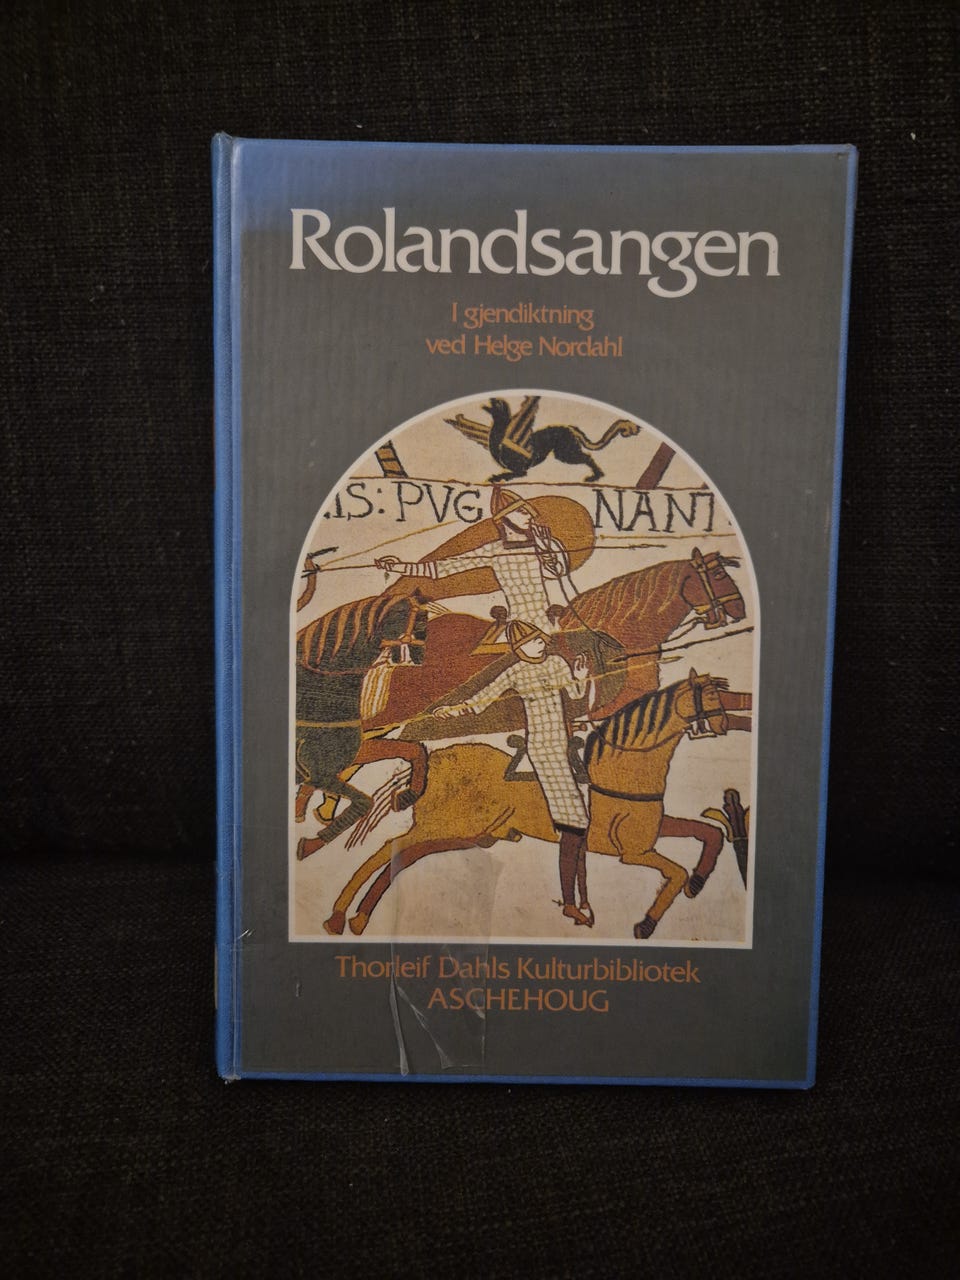 Rolandsangen
I gjendiktning
ved Helge Nordahl
IS: PVG NANT
Thorleif Dahls Kulturbibliotek
ASCHEHOUG